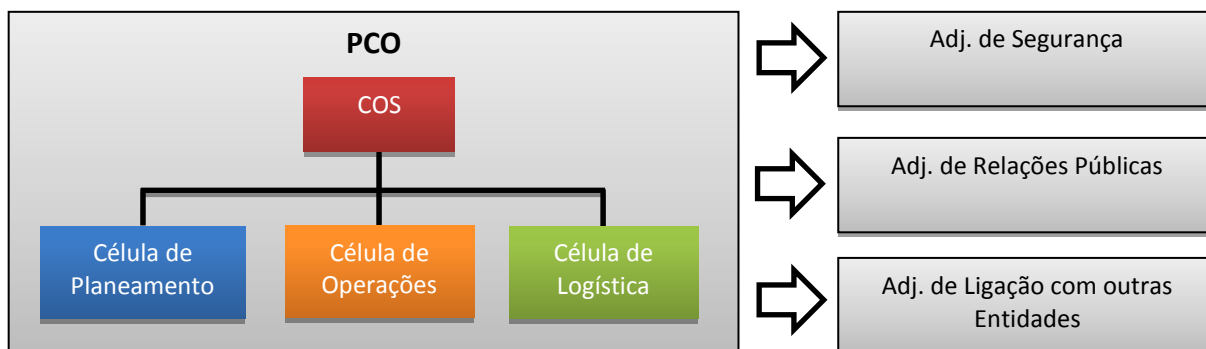 PCO
COS
Célula de
Planeamento
Célula de
Operações
Célula de
Logística
Adj. de Segurança
Adj. de Relações Públicas
Adj. de Ligação com outras
Entidades